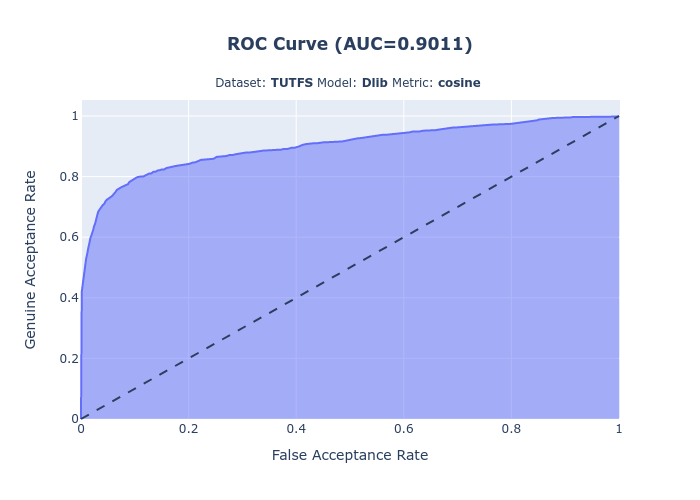 ROC Curve (AUC=0.9011)
Dataset: TUTFS Model: Dlib Metric: cosine
Genuine Acceptance Rate
1
0.8
0.6
0.4
0.2
0
0 0.2 0.4 0.6 0.8 1
False Acceptance Rate